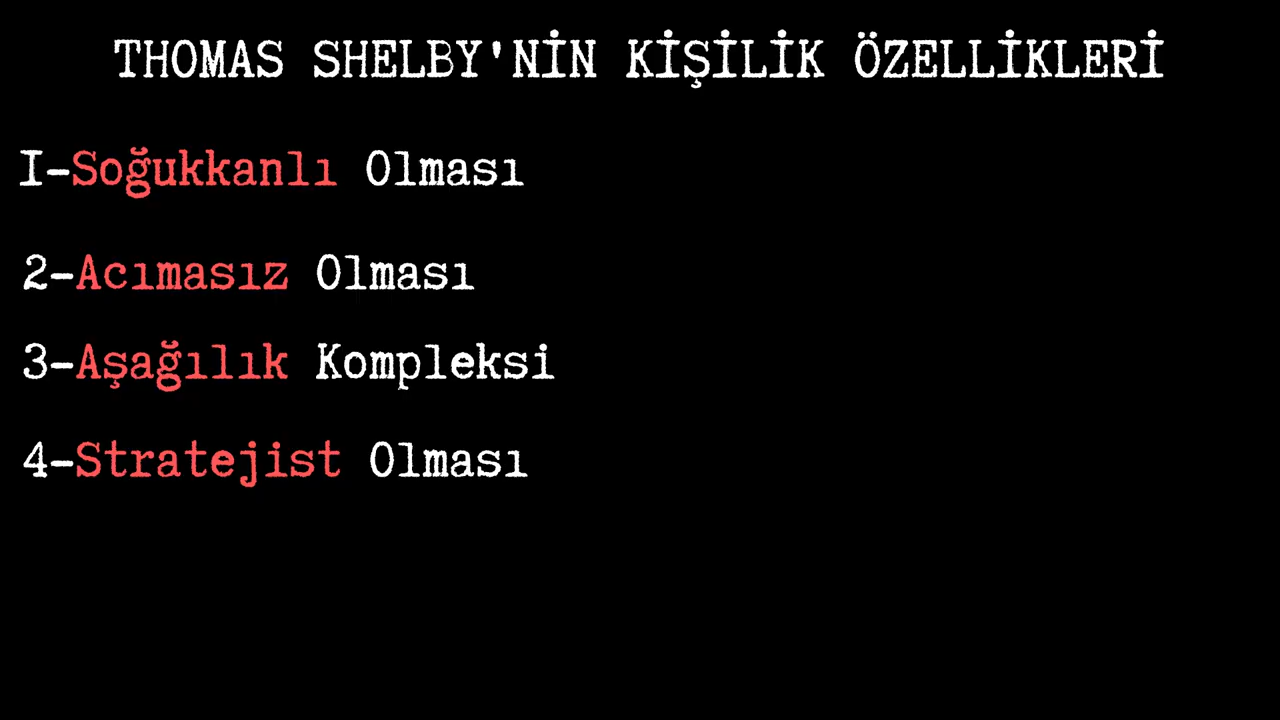 THOMAS SHELBY'NİN KİŞİLİK ÖZELLİKLERİ
1-Soğukkanlı Olması
2-Acımasız Olması
3-Aşağılık Kompleksi
4-Stratejist Olması